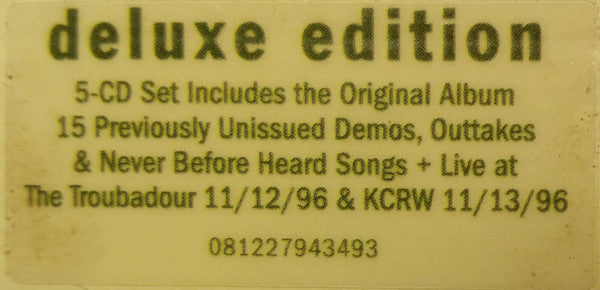 deluxe edition
5-CD Set Includes the Original Album
15 Previously Unissued Demos, Outtakes
& Never Before Heard Songs + Live at
The Troubadour 11/12/96 & KCRW 11/13/96
081227943493